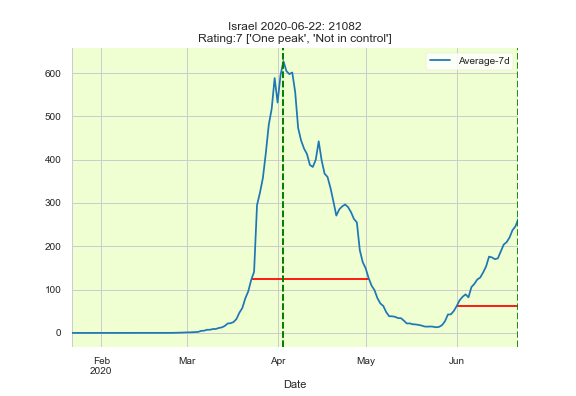 Israel 2020-06-22: 21082
Rating:7 ['One peak', 'Not in control']
Average-7d
600
500
400
300
200
100
0
Feb
2020
Mar
Apr
May
Jun
Date